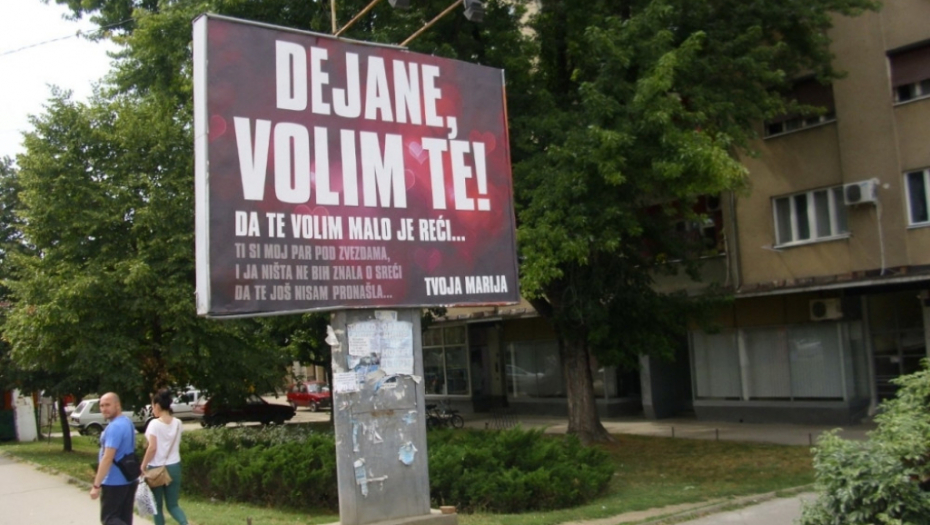 DEJANE,
VOLIM TE!
DA TE VOLIM MALO JE REĆI...
TI SI MOJ PAR POD ZVEZDAMA,
I JA NIŠTA NE BIH ZNALA O SREĆI
DA TE JOŠ NISAM PRONAŠLA...
TVOJA MARIJA